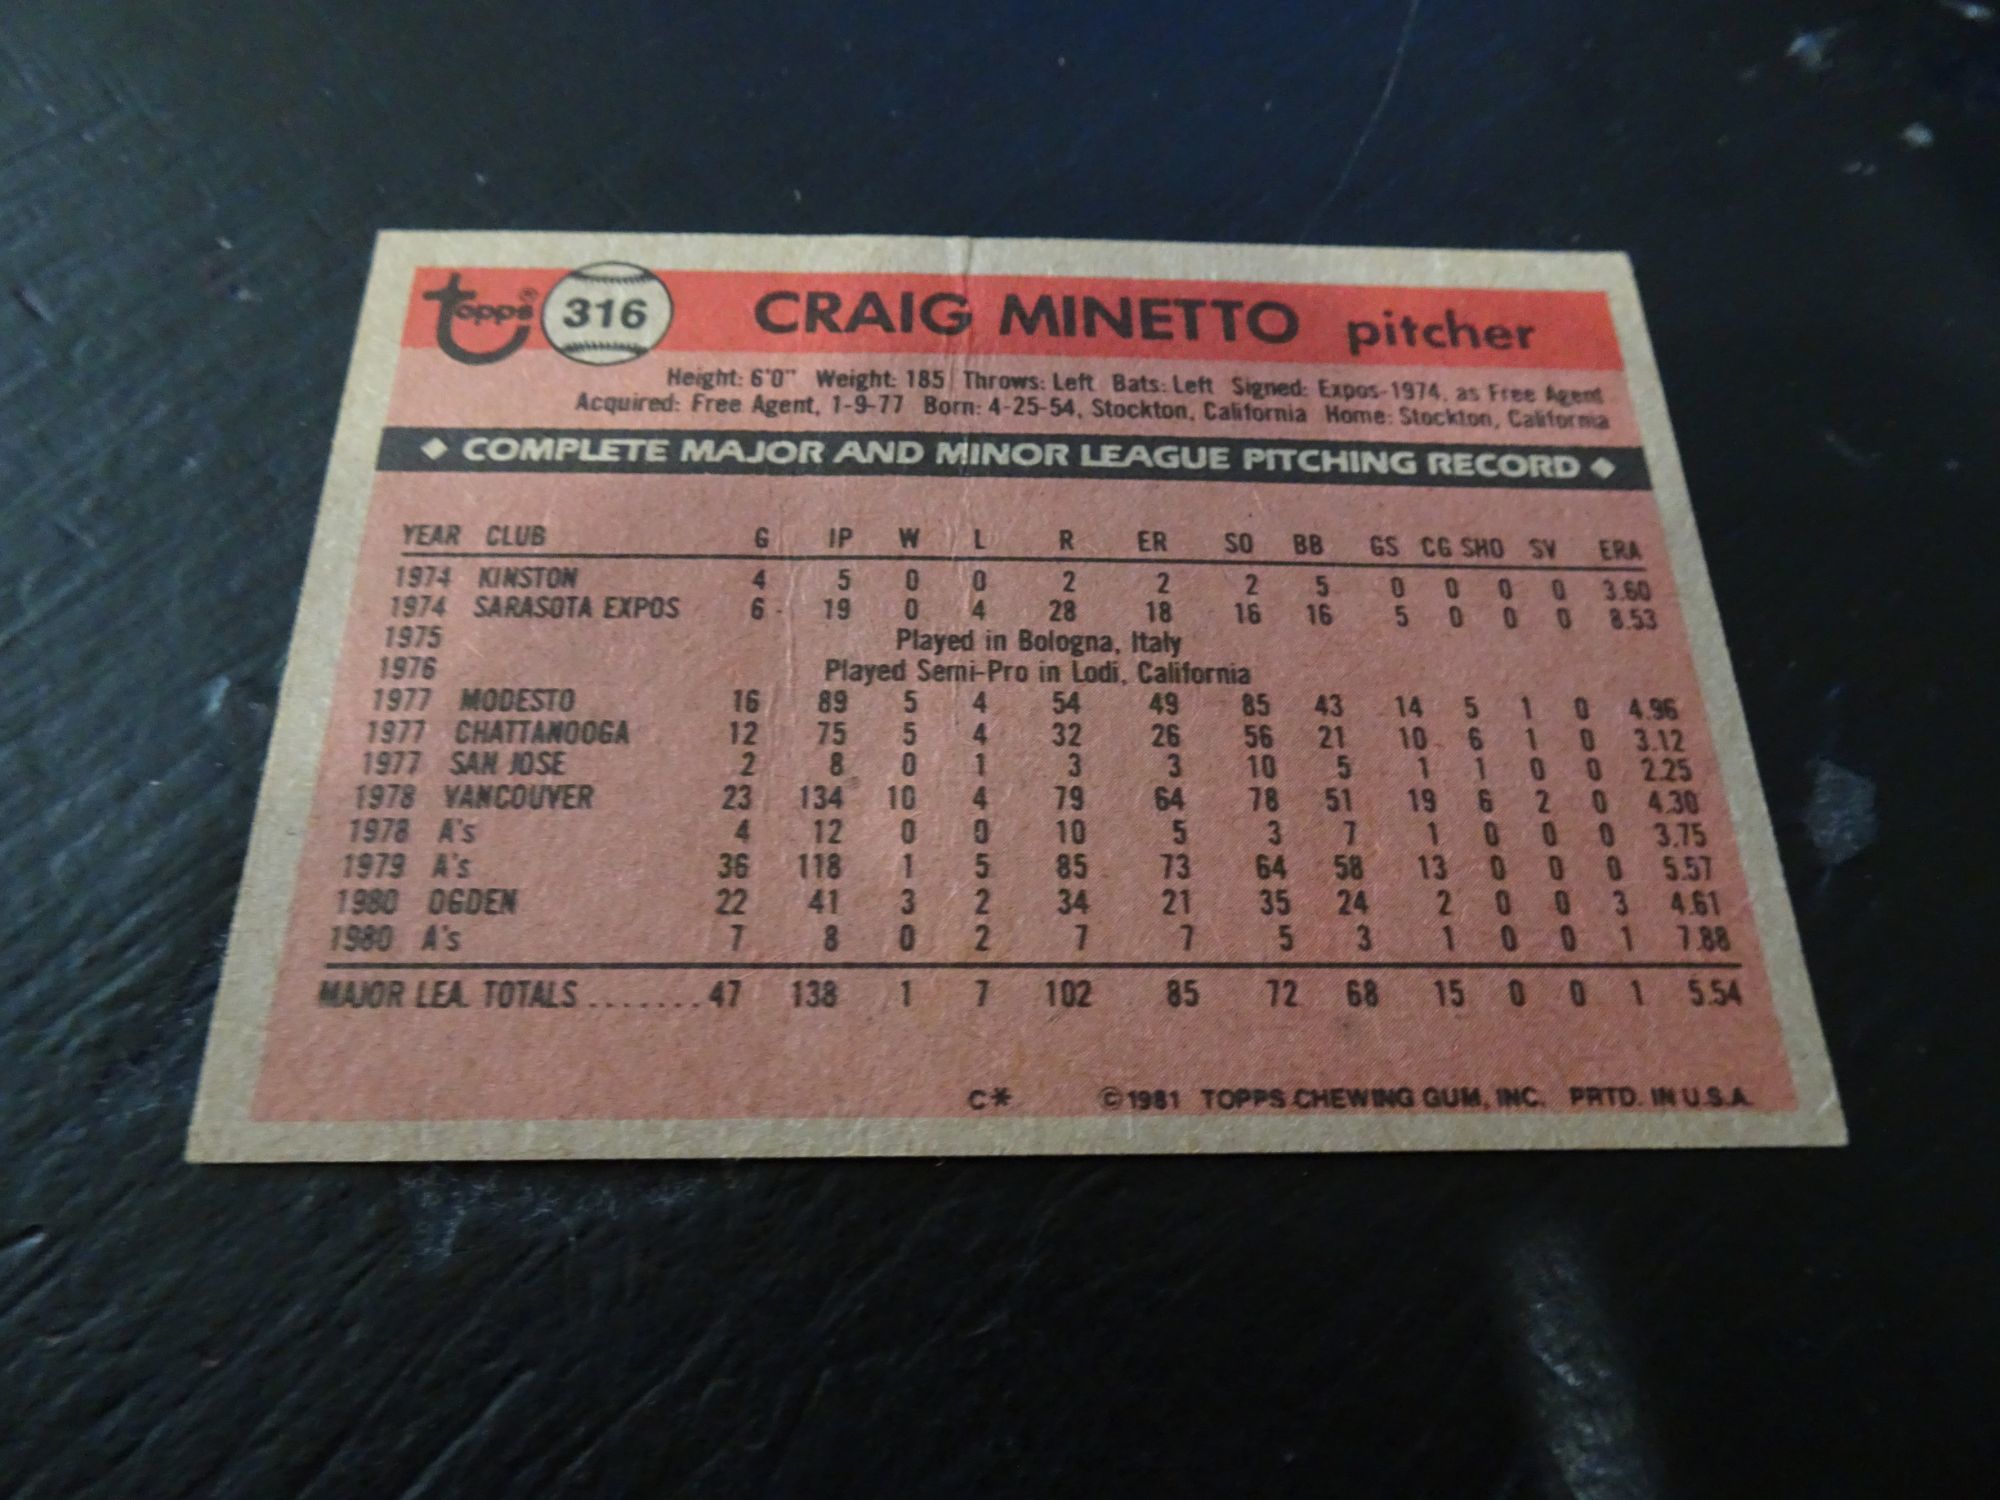 Topps® 316 CRAIG MINETTO pitcher
Height: 6'0" Weight: 185 Throws: Left Bats: Left Signed: Expos-1974, as Free Agent
Acquired: Free Agent, 1-9-77 Born: 4-25-54, Stockton, California Home: Stockton, California
◆ COMPLETE MAJOR AND MINOR LEAGUE PITCHING RECORD ◆
YEAR CLUB G IP W L R ER SO BB GS CG SHO SV ERA
1974 KINSTON 4 5 0 0 2 2 2 5 0 0 0 0 3.60
1974 SARASOTA EXPOS 6 19 0 4 28 18 16 16 5 0 0 0 8.53
1975 Played in Bologna, Italy
1976 Played Semi-Pro in Lodi, California
1977 MODESTO 16 89 5 4 54 49 85 43 14 5 1 0 4.96
1977 CHATTANOOGA 12 75 5 4 32 26 56 21 10 6 1 0 3.12
1977 SAN JOSE 2 8 0 1 3 3 10 5 1 1 0 0 2.25
1978 VANCOUVER 23 134 10 4 79 64 78 51 19 6 2 0 4.30
1978 A's 4 12 0 0 10 5 3 7 1 0 0 0 3.75
1979 A's 36 118 1 5 85 73 64 58 13 0 0 0 5.57
1980 OGDEN 22 41 3 2 34 21 35 24 2 0 0 3 4.61
1980 A's 7 8 0 2 7 7 5 3 1 0 0 1 7.88
MAJOR LEA. TOTALS.......47 138 1 7 102 85 72 68 15 0 0 1 5.54
C* ©1981 TOPPS CHEWING GUM, INC. PRTD. IN U.S.A.